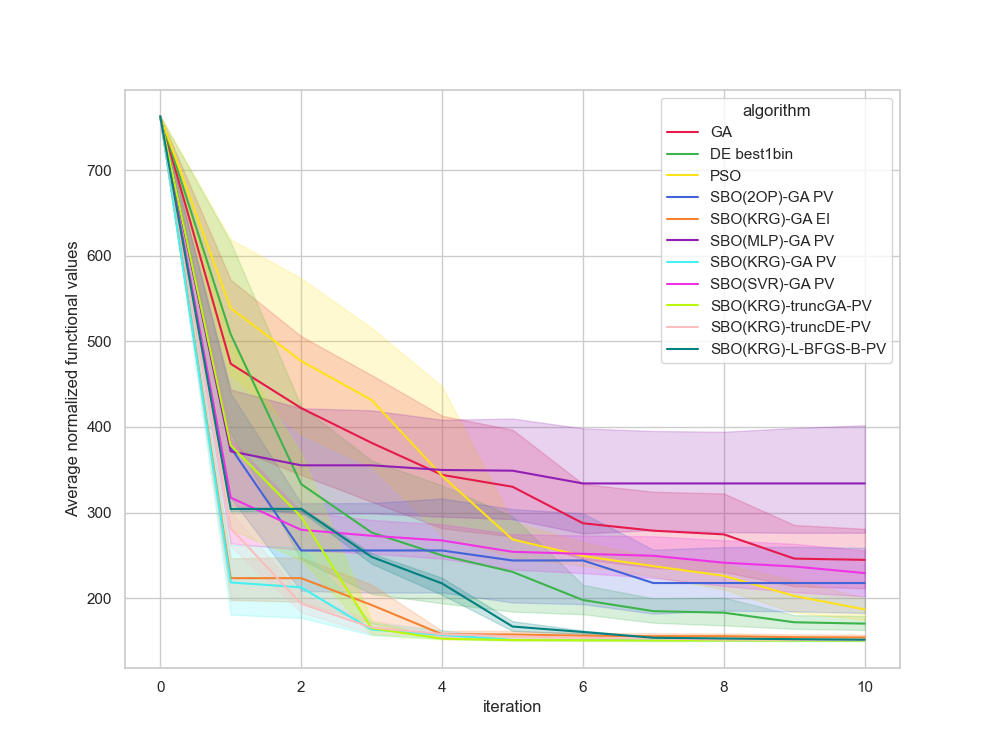 algorithm
GA
DE best1bin
PSO
SBO(2OP)-GA PV
SBO(KRG)-GA EI
SBO(MLP)-GA PV
SBO(KRG)-GA PV
SBO(SVR)-GA PV
SBO(KRG)-truncGA-PV
SBO(KRG)-truncDE-PV
SBO(KRG)-L-BFGS-B-PV
Average normalized functional values
700
600
500
400
300
200
0 2 4 6 8 10
iteration